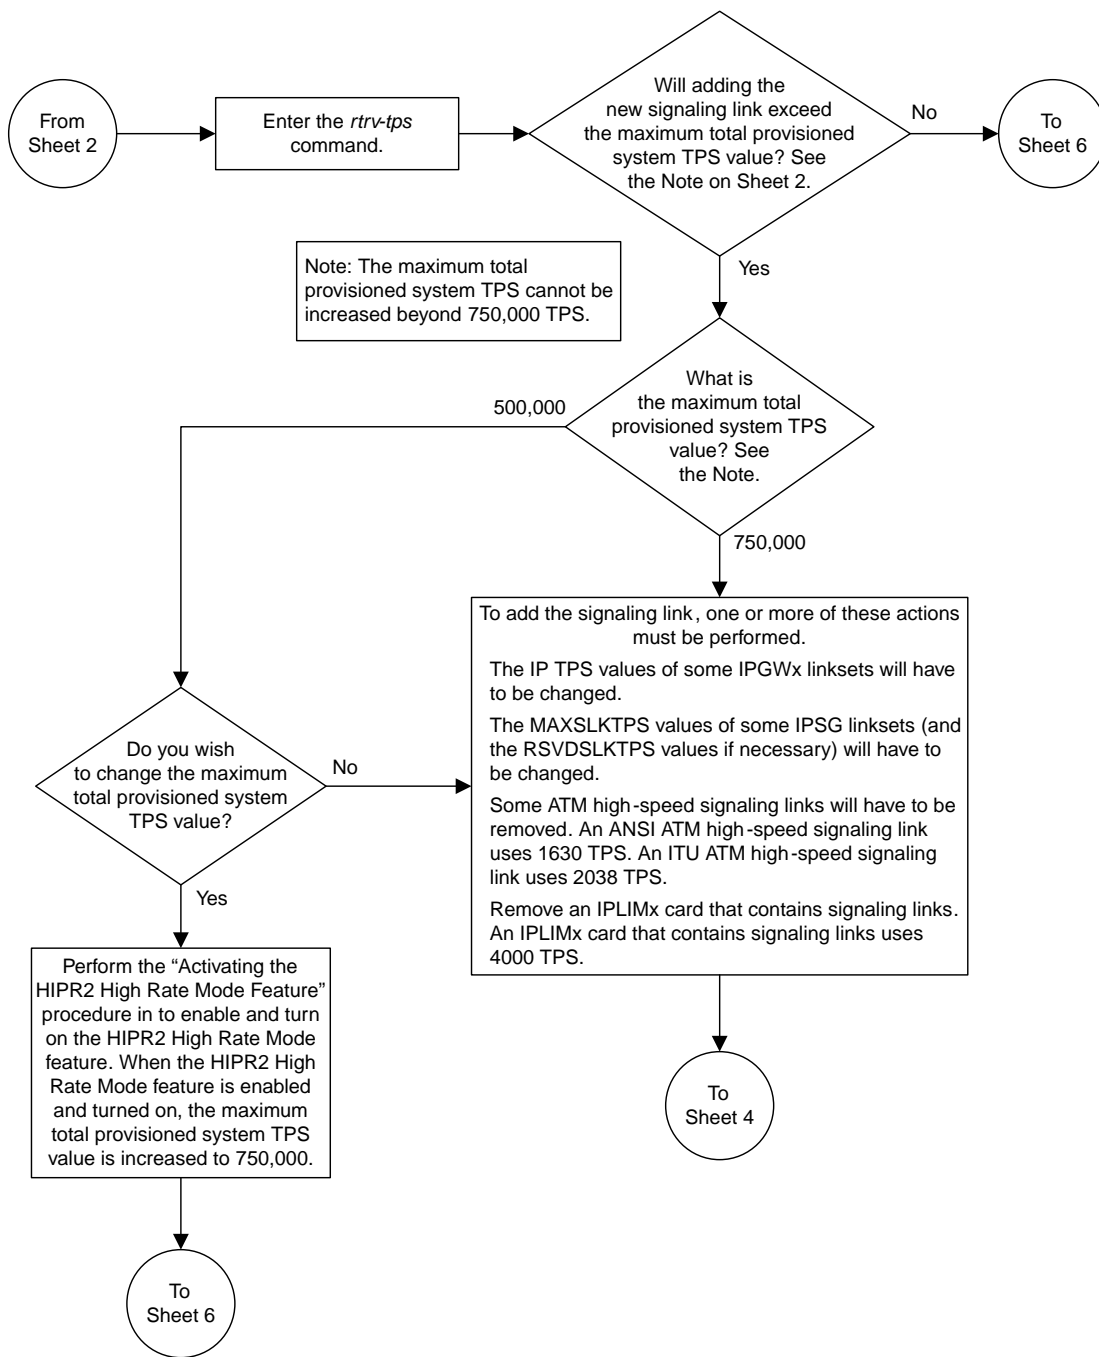 From
Sheet 2
Enter the rtrv-tps
command.
Will adding the
new signaling link exceed
the maximum total provisioned
system TPS value? See
the Note on Sheet 2.
No
To
Sheet 6
Yes
Note: The maximum total
provisioned system TPS cannot be
increased beyond 750,000 TPS.
What is
the maximum total
provisioned system TPS
value? See
the Note.
500,000
750,000
To add the signaling link, one or more of these actions
must be performed.
The IP TPS values of some IPGWx linksets will have
to be changed.
The MAXSLKTPS values of some IPSG linksets (and
the RSVDSLKTPS values if necessary) will have to
be changed.
Some ATM high-speed signaling links will have to be
removed. An ANSI ATM high-speed signaling link
uses 1630 TPS. An ITU ATM high-speed signaling
link uses 2038 TPS.
Remove an IPLIMx card that contains signaling links.
An IPLIMx card that contains signaling links uses
4000 TPS.
Do you wish
to change the maximum
total provisioned system
TPS value?
No
Yes
Perform the “Activating the
HIPR2 High Rate Mode Feature”
procedure in to enable and turn
on the HIPR2 High Rate Mode
feature. When the HIPR2 High
Rate Mode feature is enabled
and turned on, the maximum
total provisioned system TPS
value is increased to 750,000.
To
Sheet 4
To
Sheet 6